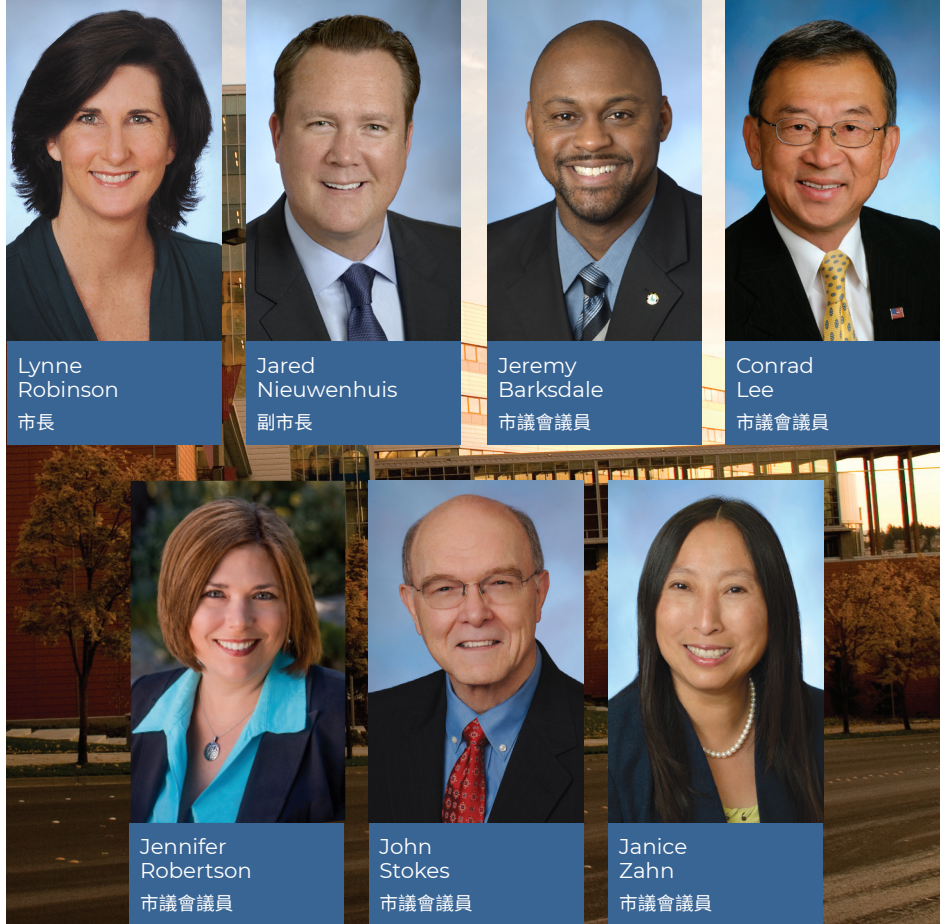 Lynne
Robinson
市長
Jared
Nieuwenhuis
副市長
Jeremy
Barksdale
市議會議員
Conrad
Lee
市議會議員
Jennifer
Robertson
市議會議員
John
Stokes
市議會議員
Janice
Zahn
市議會議員